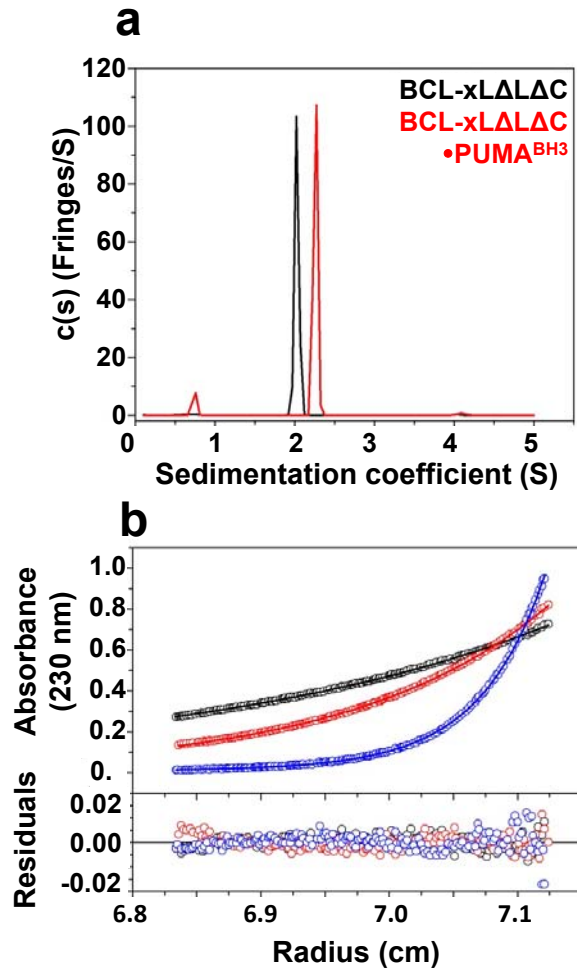 a
120
100
80
60
40
20
0
c(s) (Fringes/S)
BCL-xLΔLΔC
BCL-xLΔLΔC
•PUMAᴮᴴ³
0 1 2 3 4 5
Sedimentation coefficient (S)
b
1.0
0.8
0.6
0.4
0.2
0.
Absorbance
(230 nm)
0.02
0.00
-0.02
Residuals
6.8 6.9 7.0 7.1
Radius (cm)